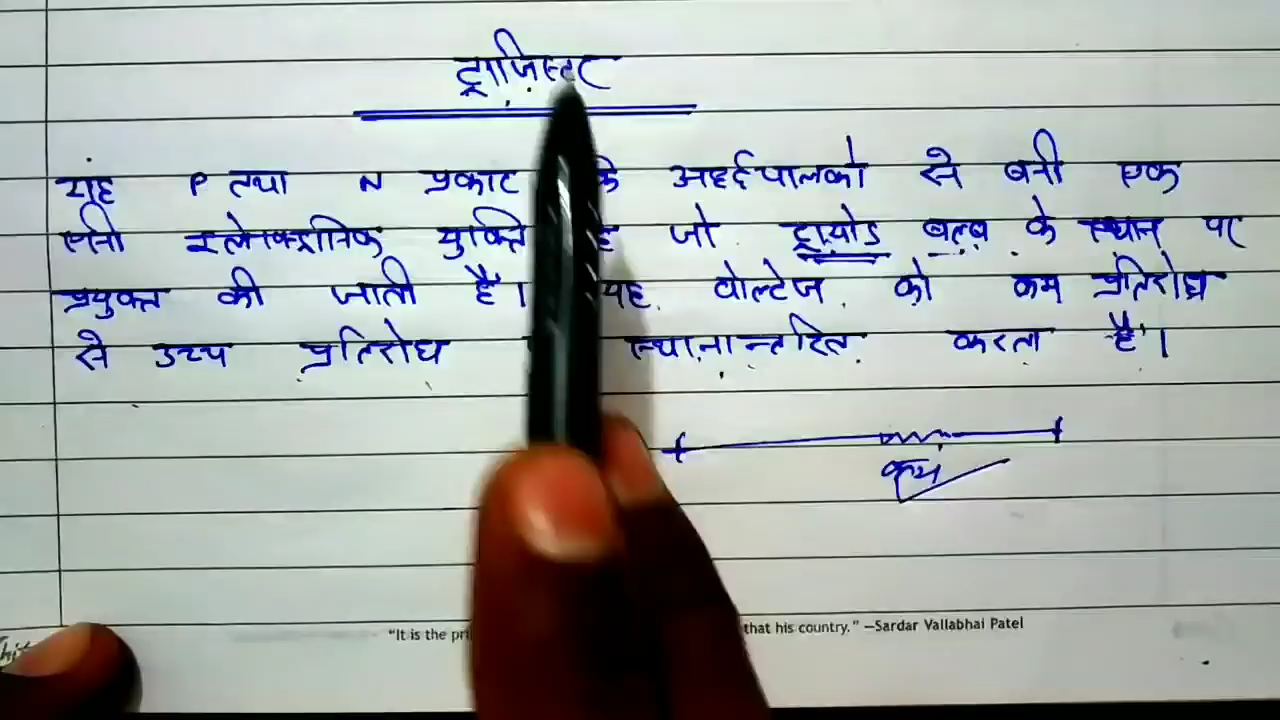 ट्रांजिस्टर
यह P तथा N प्रकार के अर्द्धचालको से बनी एक
ऐसी इलेक्ट्रानिक युक्ति है जो ट्रायोड बल्ब के स्थान पर
प्रयुक्त की जाती है। यह वोल्टेज को कम प्रतिरोध
से उच्च प्रतिरोध स्थानान्तरित करता है।
कम
"It is the that his country." —Sardar Vallabhai Patel